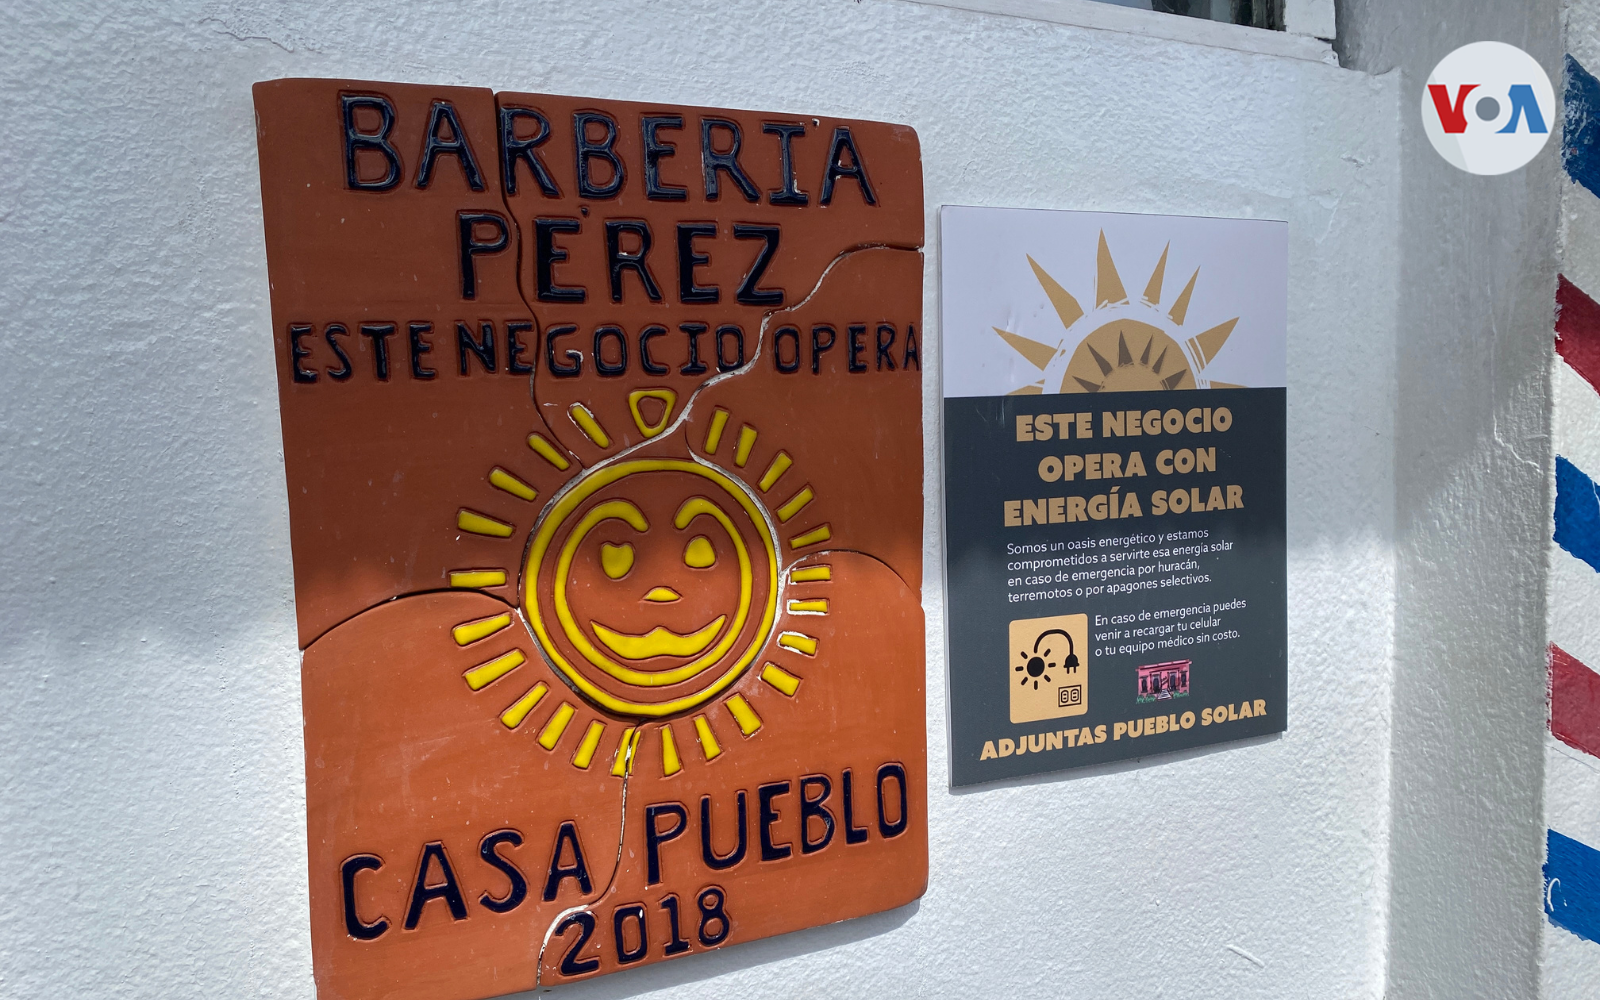 BARBERIA
PEREZ
ESTE NEGOCIO OPERA
CASA PUEBLO
2018
VOA
ESTE NEGOCIO
OPERA CON
ENERGÍA SOLAR
Somos un oasis energético y estamos
comprometidos a servirte esa energía solar
en caso de emergencia por huracán,
terremotos o por apagones selectivos.
En caso de emergencia puedes
venir a recargar tu celular
o tu equipo médico sin costo.
ADJUNTAS PUEBLO SOLAR